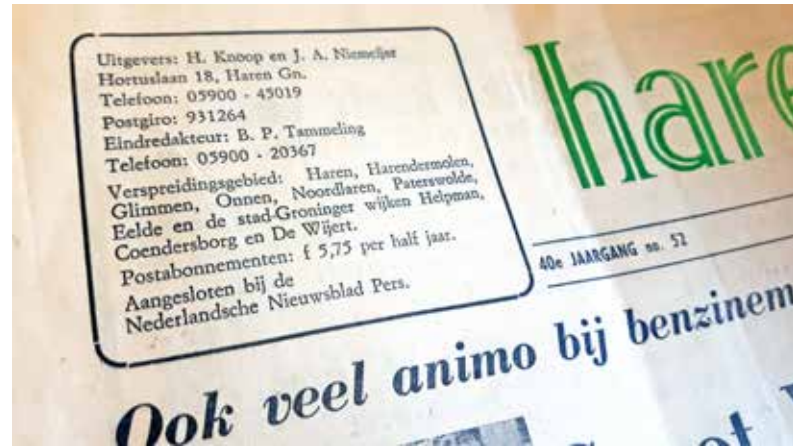 Uitgevers: H. Knoop en J. A. Niemeijer
Hortuslaan 18, Haren Gn.
Telefoon: 05900 - 45019
Postgiro: 931264
Eindredakteur: B. P. Tammeling
Telefoon: 05900 - 20367
Verspreidingsgebied: Haren, Harendermolen,
Glimmen, Onnen, Noordlaren, Paterswolde,
Eelde en de stad-Groninger wijken Helpman,
Coendersborg en De Wijert.
Postabonnementen: f 5,75 per half jaar.
Aangesloten bij de
Nederlandsche Nieuwsblad Pers.
hare
40e JAARGANG no. 52
Ook veel animo bij benzinem